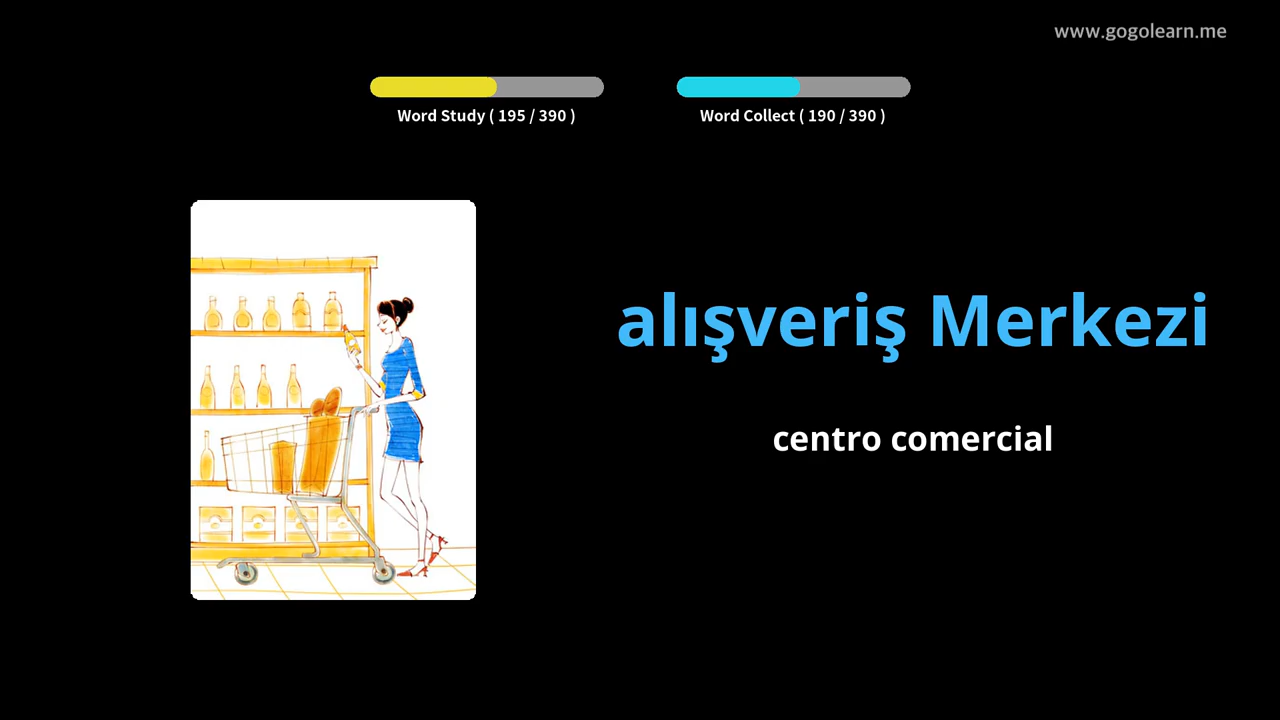 www.gogolearn.me
Word Study ( 195 / 390 )
Word Collect ( 190 / 390 )
alışveriş Merkezi
centro comercial